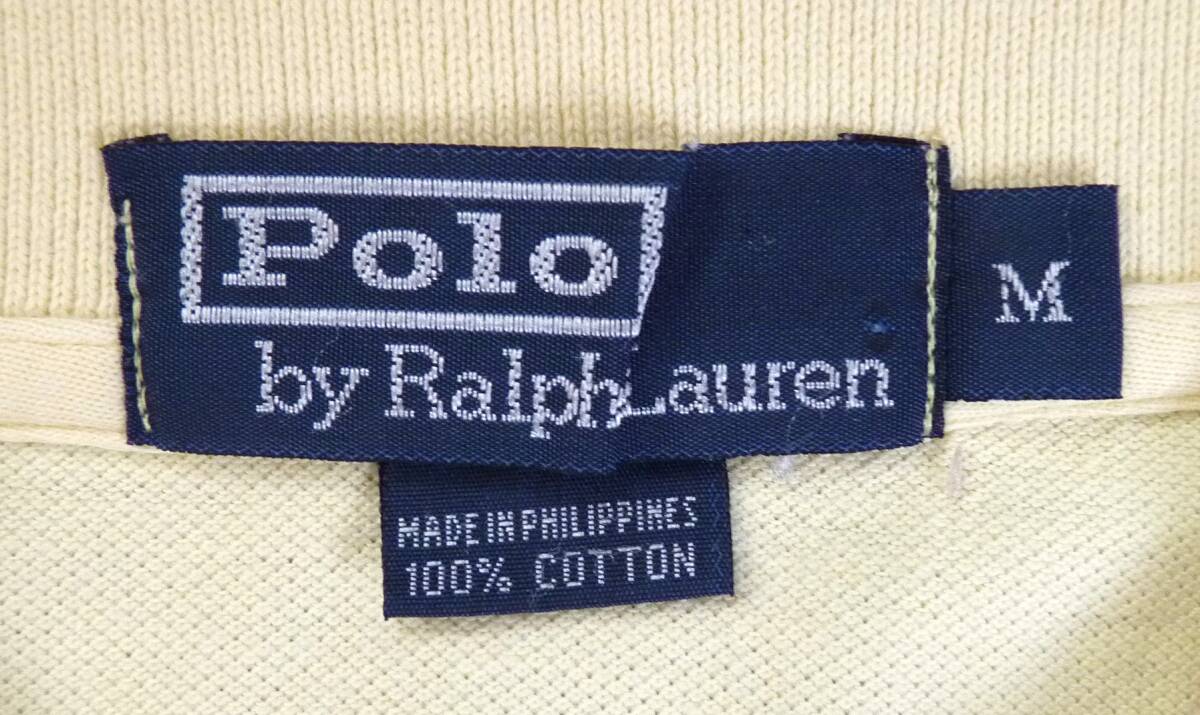 Polo
by Ralph Lauren
M
MADE IN PHILIPPINES
100% COTTON